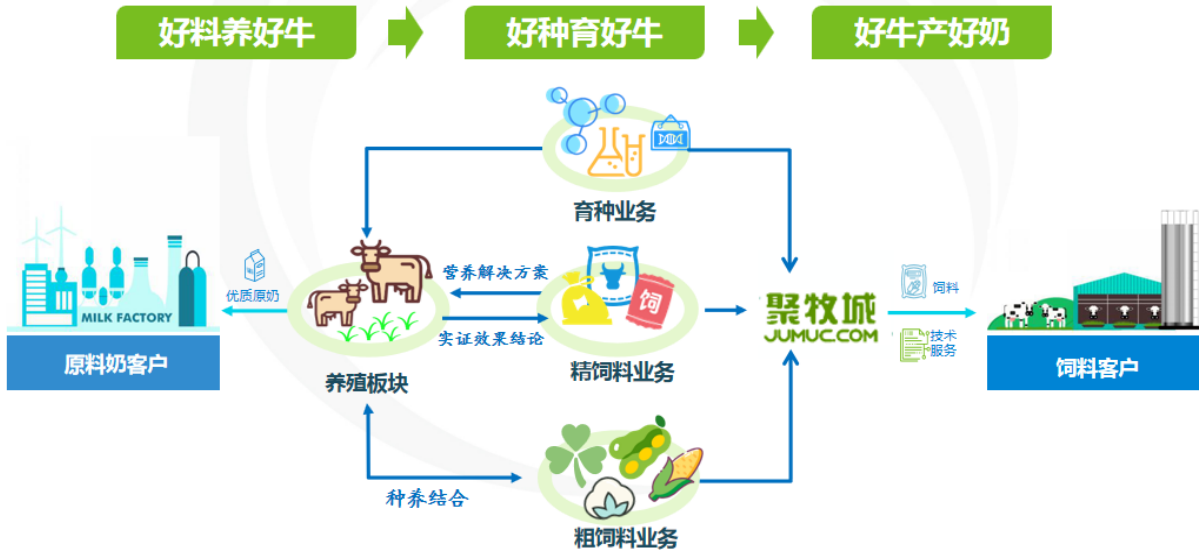 好料养好牛
好种育好牛
好牛产好奶
育种业务
优质原奶
MILK FACTORY
原料奶客户
养殖板块
营养解决方案
实证效果结论
饲
精饲料业务
聚牧城
JUMUC.COM
饲料
技术
服务
饲料客户
种养结合
粗饲料业务